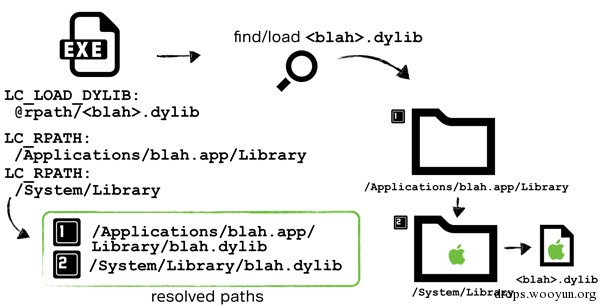 EXE
find/load <blah>.dylib
LC_LOAD_DYLIB:
@rpath/<blah>.dylib
LC_RPATH:
/Applications/blah.app/Library
LC_RPATH:
/System/Library
1 /Applications/blah.app/
Library/blah.dylib
2 /System/Library/blah.dylib
resolved paths
1
/Applications/blah.app/Library
2
/System/Library
<blah>.dylib
drops.wooyun.org